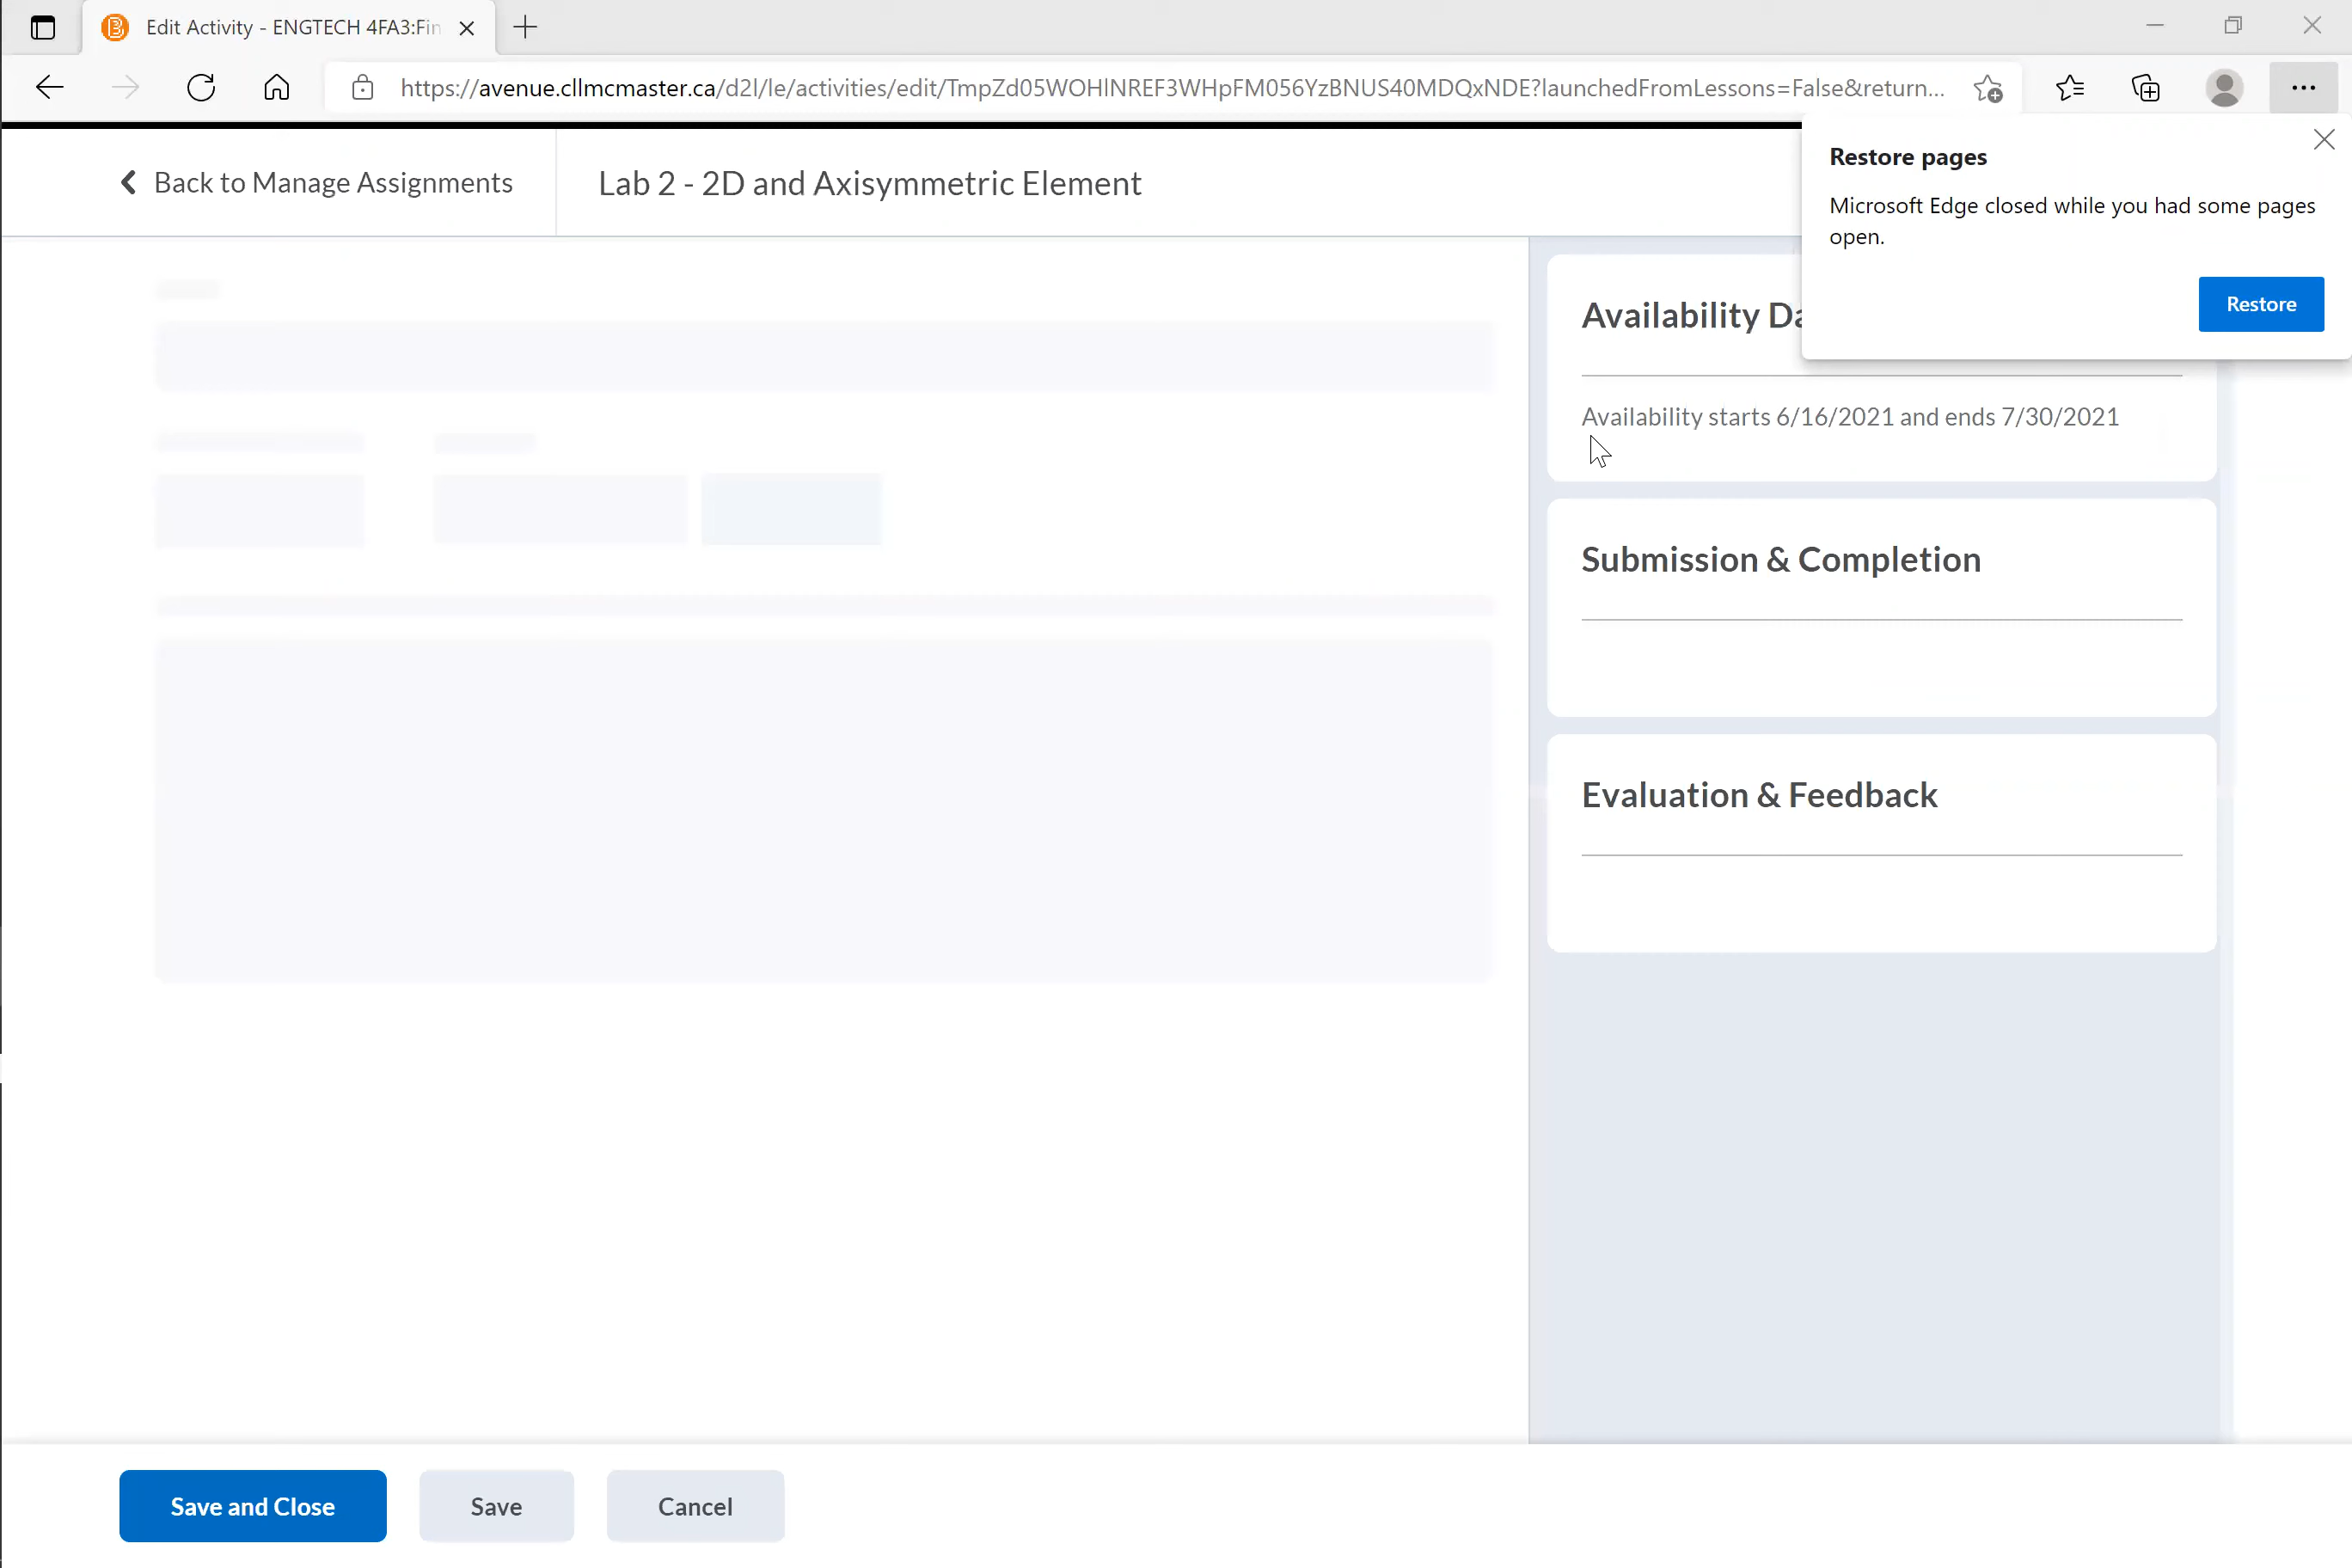 Edit Activity - ENGTECH 4FA3:Fin
https://avenue.cllmcmaster.ca/d2l/le/activities/edit/TmpZd05WOHlNREF3WHpFM056YzBNUS40MDQxNDE?launchedFromLessons=False&return...
Back to Manage Assignments
Lab 2 - 2D and Axisymmetric Element
Restore pages
Microsoft Edge closed while you had some pages
open.
Restore
Availability Da
Availability starts 6/16/2021 and ends 7/30/2021
Submission & Completion
Evaluation & Feedback
Save and Close
Save
Cancel